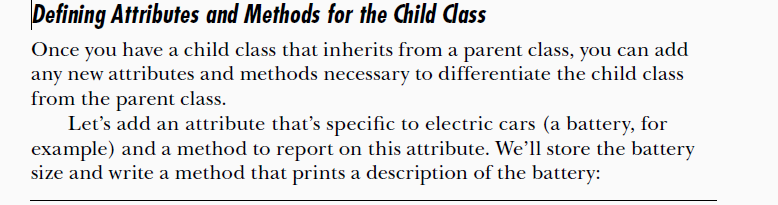 Defining Attributes and Methods for the Child Class
Once you have a child class that inherits from a parent class, you can add
any new attributes and methods necessary to differentiate the child class
from the parent class.
Let’s add an attribute that’s specific to electric cars (a battery, for
example) and a method to report on this attribute. We’ll store the battery
size and write a method that prints a description of the battery: